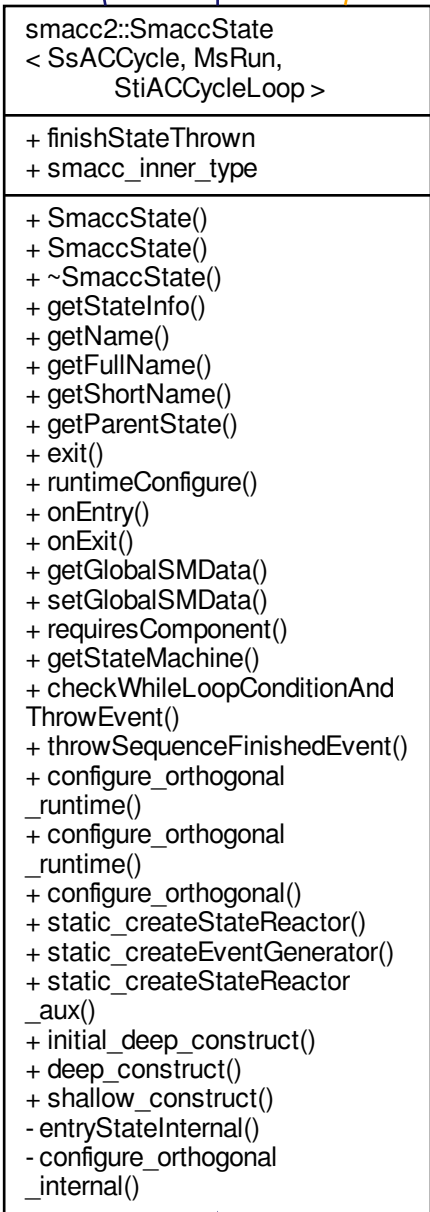 smacc2::SmaccState
< SsACCycle, MsRun,
StiACCycleLoop >
+ finishStateThrown
+ smacc_inner_type
+ SmaccState()
+ SmaccState()
+ ~SmaccState()
+ getStateInfo()
+ getName()
+ getFullName()
+ getShortName()
+ getParentState()
+ exit()
+ runtimeConfigure()
+ onEntry()
+ onExit()
+ getGlobalSMData()
+ setGlobalSMData()
+ requiresComponent()
+ getStateMachine()
+ checkWhileLoopConditionAnd
ThrowEvent()
+ throwSequenceFinishedEvent()
+ configure_orthogonal
_runtime()
+ configure_orthogonal
_runtime()
+ configure_orthogonal()
+ static_createStateReactor()
+ static_createEventGenerator()
+ static_createStateReactor
_aux()
+ initial_deep_construct()
+ deep_construct()
+ shallow_construct()
- entryStateInternal()
- configure_orthogonal
_internal()